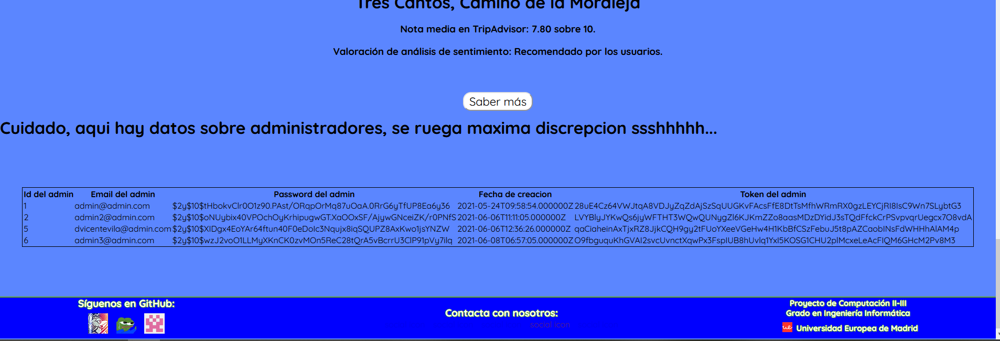 Tres Cantos, Camino de la Moraleja
Nota media en TripAdvisor: 7.80 sobre 10.
Valoración de análisis de sentimiento: Recomendado por los usuarios.
Saber más
Cuidado, aqui hay datos sobre administradores, se ruega maxima discrepcion ssshhhhh...
Id del admin Email del admin Password del admin Fecha de creacion Token del admin
1 admin@admin.com $2y$10$tHbokvClr0O1z90.PAst/ORqpOrMq87uOaA.0RrG6yTfUP8Ea6y36 2021-05-24T09:58:54.000000Z 28uE4Cz64VWJtqA8VDJyZqZdAjSzSqUUGKvFAcsFfE8DtTsMfhWRmRX0gzLEYCjRI8IsC9Wn7SLybtG3
2 admin2@admin.com $2y$10$oNUybix40VPOchOyKrhipugwGT.XaOOxSF/AjywGNceiZK/r0PNfS 2021-06-06T11:11:05.000000Z LVYBlyJYKwQs6jyWFTHT3WQwQUNygZl6KJKmZZo8aasMDzDYidJ3sTQdFfckCrPSvpvqrUegcx7O8vdA
5 dvicentevila@admin.com $2y$10$XIDgx4EoYAr64ftun40F0eDoIc3Nqujx8iqSQUPZ8AxKwo1jsYNZW 2021-06-06T12:36:26.000000Z qaCiaheinAxTjxRZ8JjkCQH9gy2tFUoYXeeVGeHw4H1KbBfCSzFebuJ5t8pAZCaobINsFdWHHhAlAM4p
6 admin3@admin.com $2y$10$wzJ2voO1LLMyXKnCK0zvMOn5ReC28tQrA5vBcrrU3ClP91pVy7ilq 2021-06-08T06:57:05.000000Z O9fbguquKhGVAI2svcUvnctXqwPx3FspIUB8hUvlq1YxI5KOSG1CHU2plMcxeLeAcFIQM6GHcM2Pv8M3
Síguenos en GitHub:
Contacta con nosotros:
social icon
Proyecto de Computación II-III
Grado en Ingeniería Informática
ue Universidad Europea de Madrid